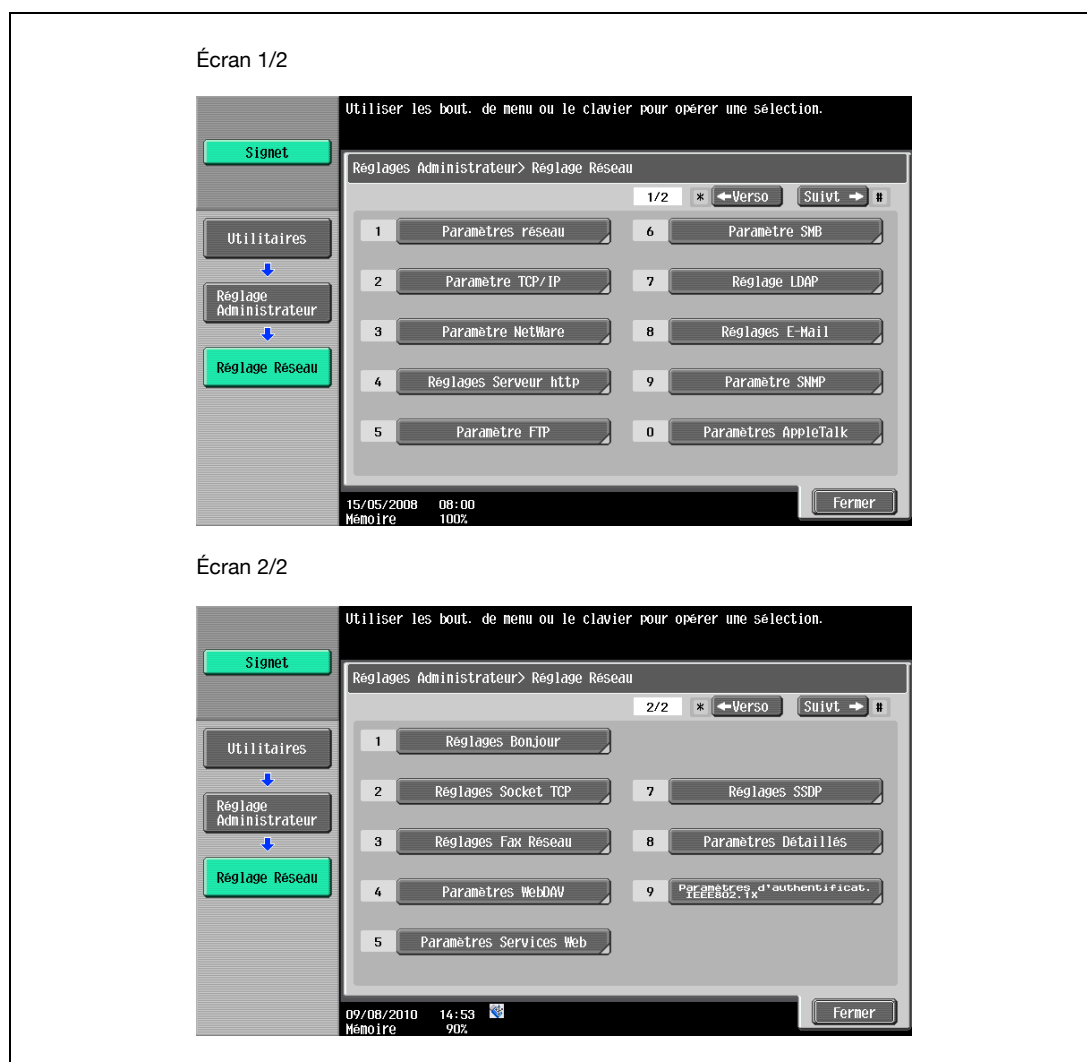 Écran 1/2
Utiliser les bout. de menu ou le clavier pour opérer une sélection.
Signet
Réglages Administrateur> Réglage Réseau
1/2 * ←Verso Suivt → #
Utilitaires
Réglage
Administrateur
Réglage Réseau
1 Paramètres réseau
2 Paramètre TCP/IP
3 Paramètre NetWare
4 Réglages Serveur http
5 Paramètre FTP
6 Paramètre SMB
7 Réglage LDAP
8 Réglages E-Mail
9 Paramètre SNMP
0 Paramètres AppleTalk
15/05/2008 08:00
Mémoire 100%
Fermer
Écran 2/2
Utiliser les bout. de menu ou le clavier pour opérer une sélection.
Signet
Réglages Administrateur> Réglage Réseau
2/2 * ←Verso Suivt → #
Utilitaires
Réglage
Administrateur
Réglage Réseau
1 Réglages Bonjour
2 Réglages Socket TCP
3 Réglages Fax Réseau
4 Paramètres WebDAV
5 Paramètres Services Web
7 Réglages SSDP
8 Paramètres Détaillés
9 Paramètres d'authentificat.
IEEE802.1x
09/08/2010 14:53
Mémoire 90%
Fermer